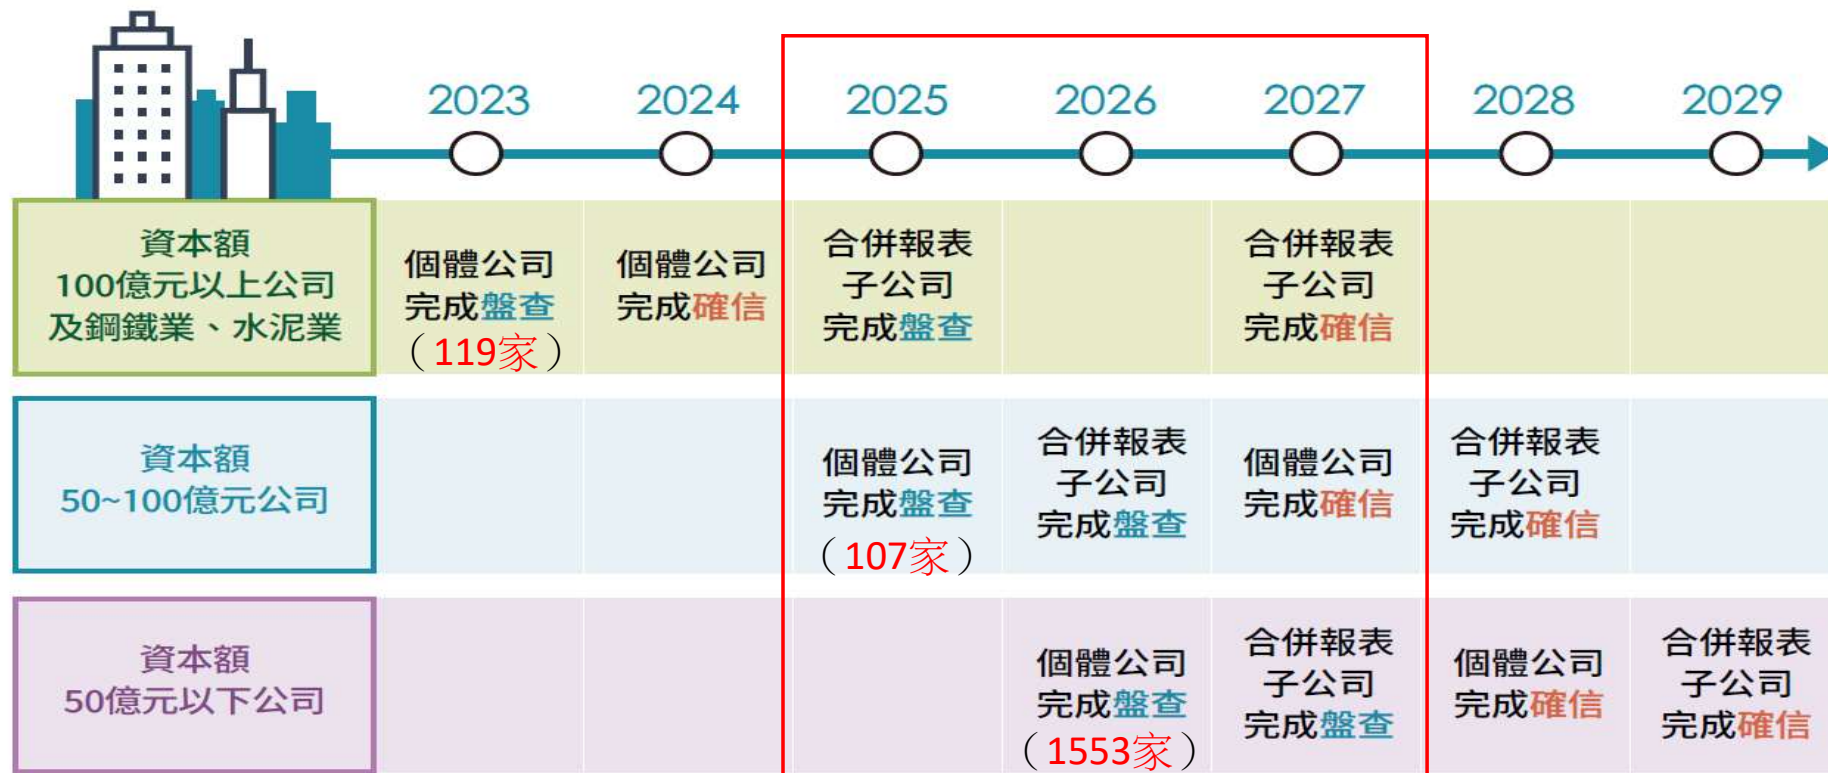 2023
2024
2025
2026
2027
2028
2029
資本額
100億元以上公司
及鋼鐵業、水泥業
個體公司
完成盤查
（119家）
個體公司
完成確信
合併報表
子公司
完成盤查
合併報表
子公司
完成確信
資本額
50~100億元公司
個體公司
完成盤查
（107家）
合併報表
子公司
完成盤查
個體公司
完成確信
合併報表
子公司
完成確信
資本額
50億元以下公司
個體公司
完成盤查
（1553家）
合併報表
子公司
完成盤查
個體公司
完成確信
合併報表
子公司
完成確信